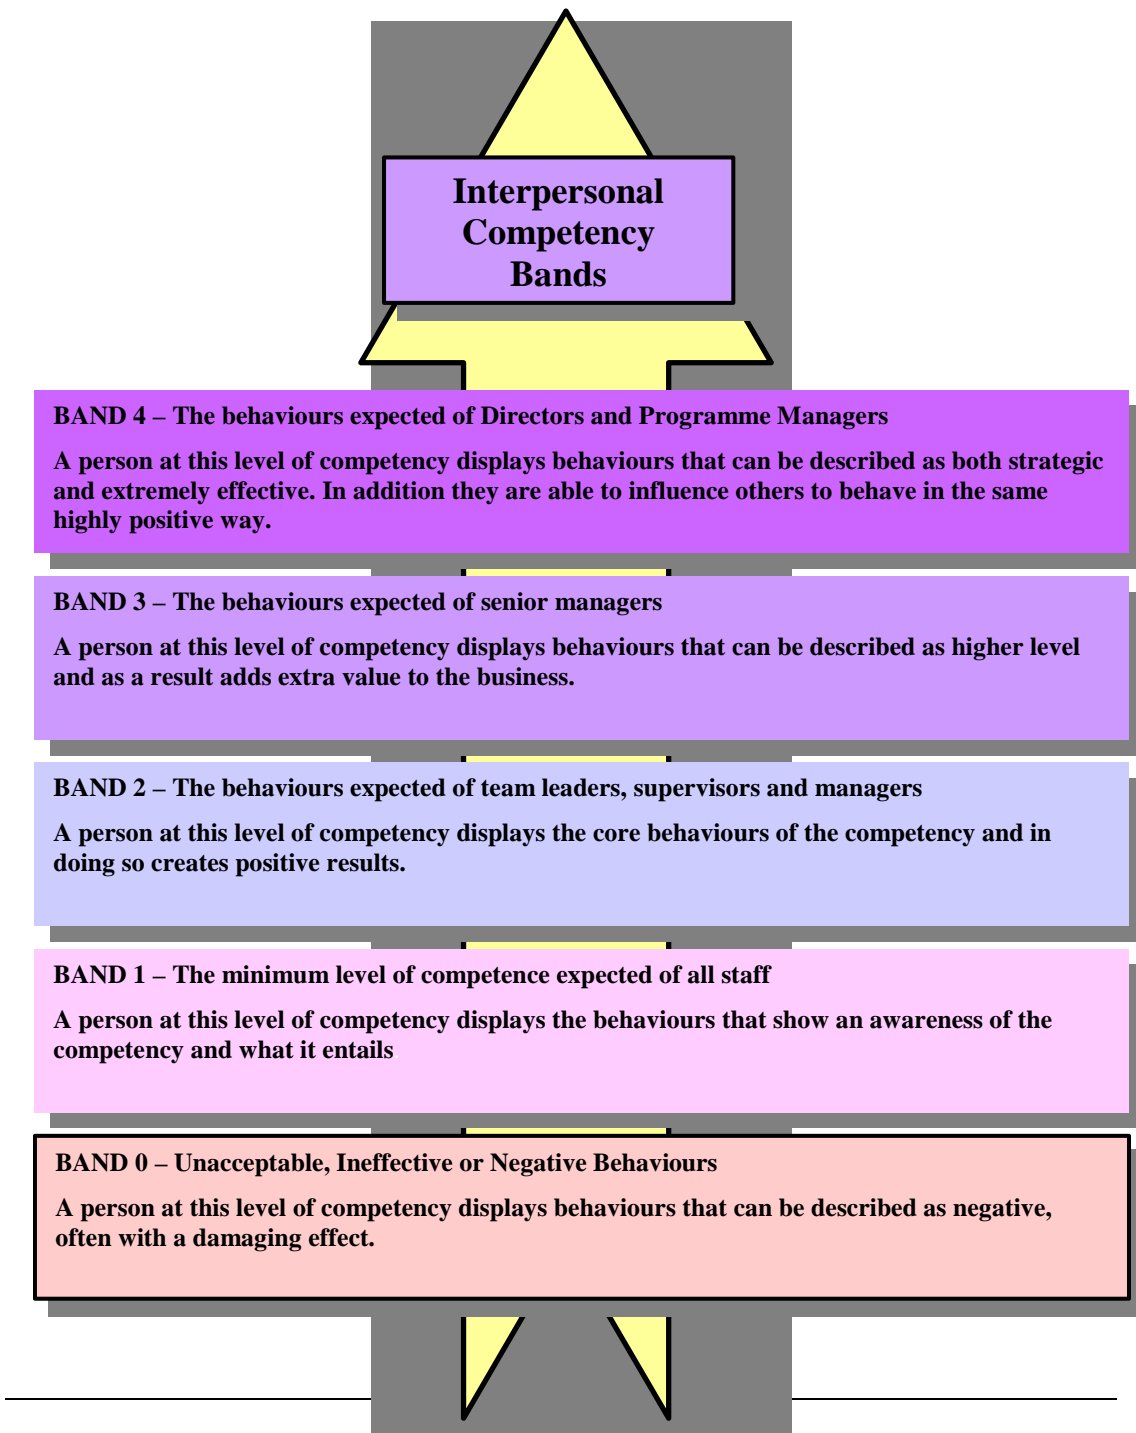 Interpersonal
Competency
Bands
BAND 4 – The behaviours expected of Directors and Programme Managers
A person at this level of competency displays behaviours that can be described as both strategic
and extremely effective. In addition they are able to influence others to behave in the same
highly positive way.
BAND 3 – The behaviours expected of senior managers
A person at this level of competency displays behaviours that can be described as higher level
and as a result adds extra value to the business.
BAND 2 – The behaviours expected of team leaders, supervisors and managers
A person at this level of competency displays the core behaviours of the competency and in
doing so creates positive results.
BAND 1 – The minimum level of competence expected of all staff
A person at this level of competency displays the behaviours that show an awareness of the
competency and what it entails.
BAND 0 – Unacceptable, Ineffective or Negative Behaviours
A person at this level of competency displays behaviours that can be described as negative,
often with a damaging effect.